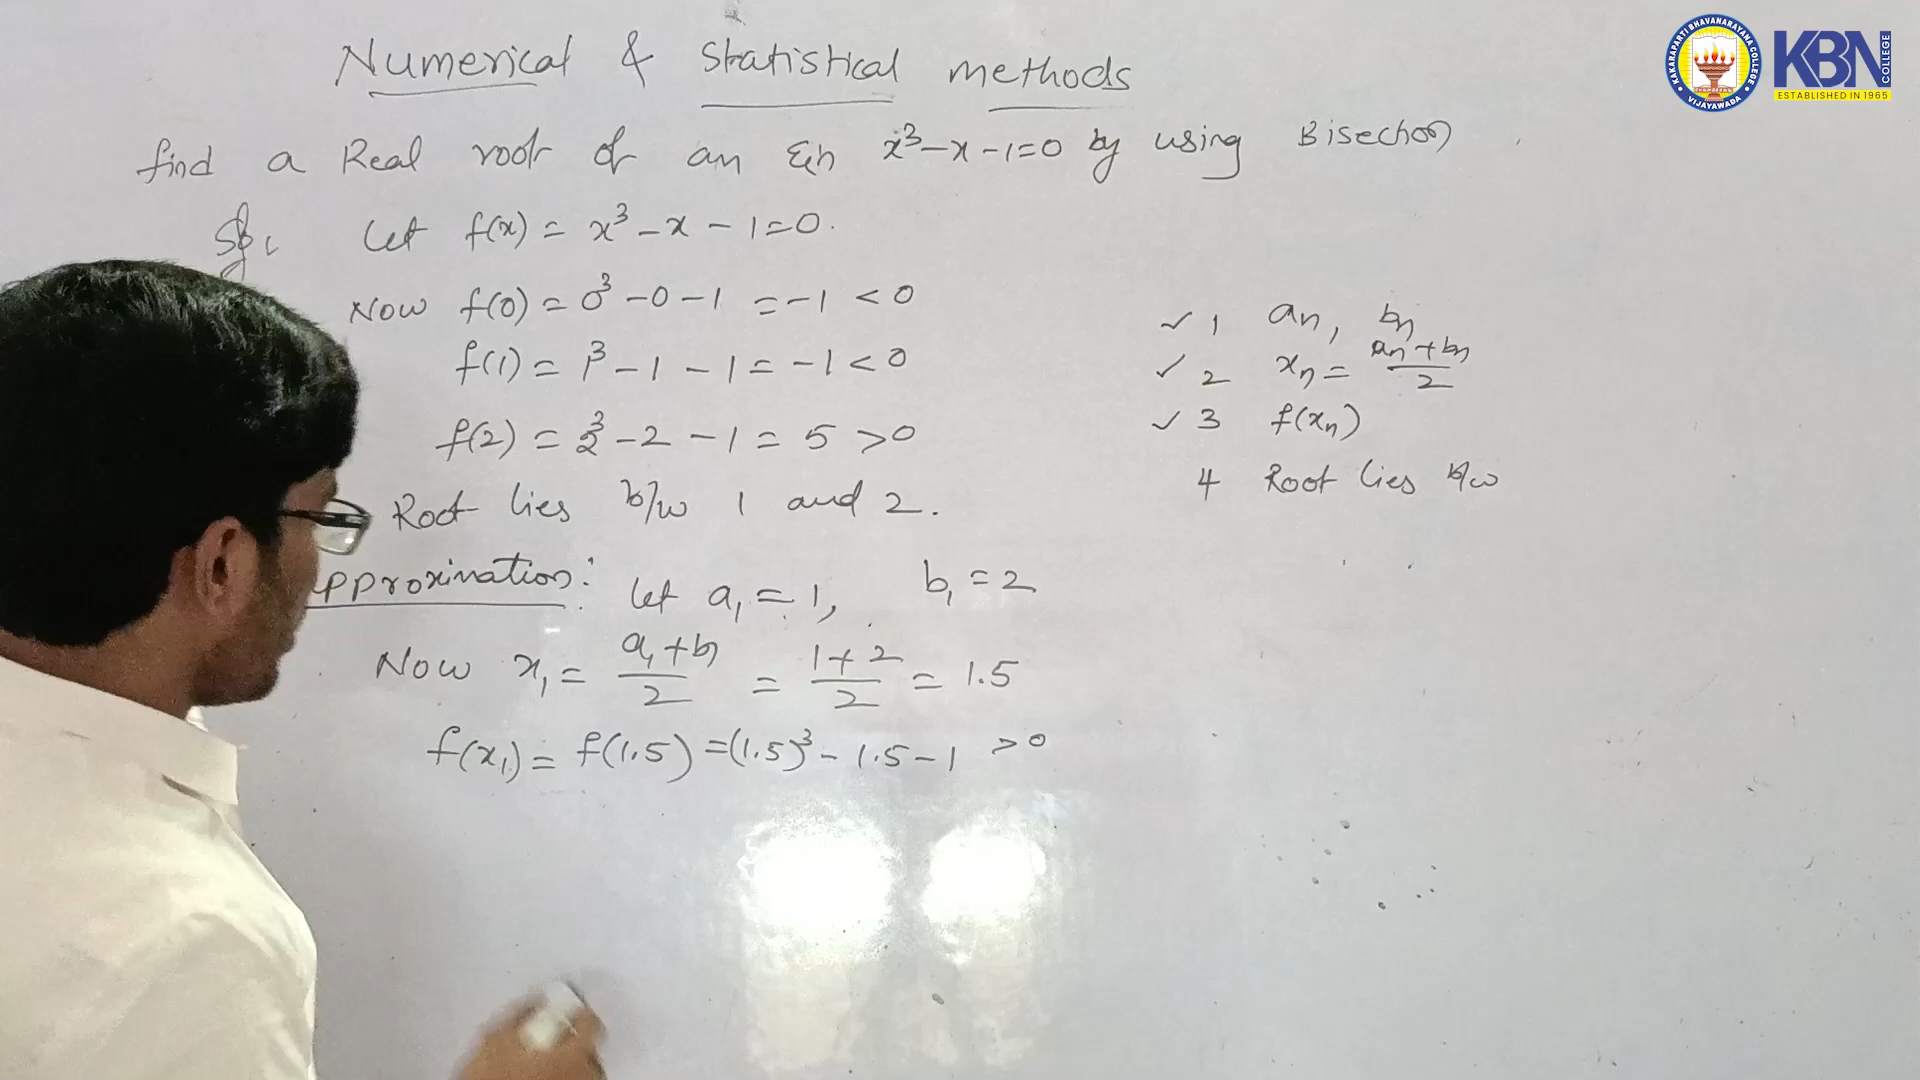 Numerical & Statistical methods
find a Real root of an Eqn x³-x-1=0 by using Bisection
Let f(x) = x³-x-1=0.
Now f(0) = 0³-0-1 = -1 < 0
f(1) = 1³-1-1 = -1 < 0
f(2) = 2³-2-1 = 5 > 0
Root lies b/w 1 and 2.
pproximation: Let a₁ = 1, b₁ = 2
Now x₁ = (a₁+b₁)/2 = (1+2)/2 = 1.5
f(x₁) = f(1.5) = (1.5)³-1.5-1 > 0
✓ 1 aₙ, bₙ
✓ 2 xₙ = (aₙ+bₙ)/2
✓ 3 f(xₙ)
4 Root lies b/w
KAKARAPARTI BHAVANARAYANA COLLEGE
VIJAYAWADA
KBN COLLEGE
ESTABLISHED IN 1965